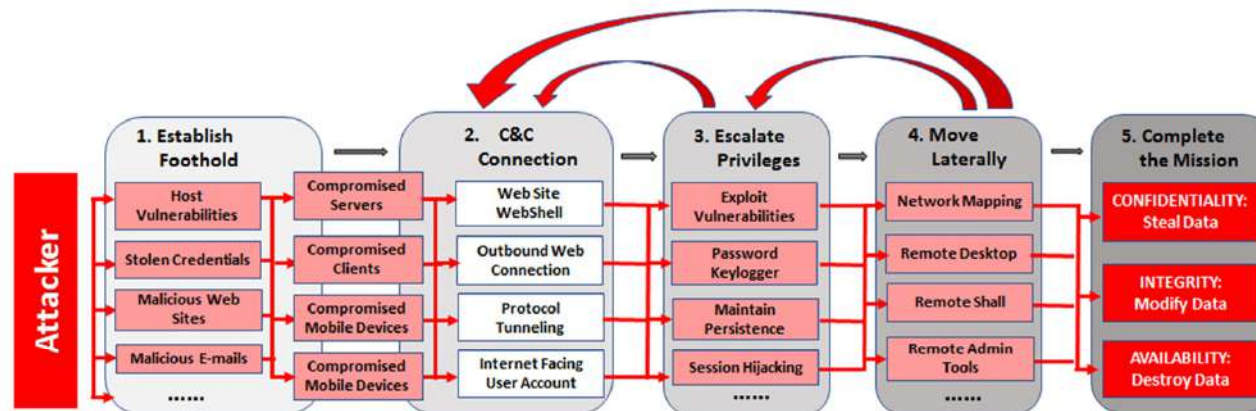 Attacker
1. Establish
Foothold
Host
Vulnerabilities
Stolen Credentials
Malicious Web
Sites
Malicious E-mails
......
Compromised
Servers
Compromised
Clients
Compromised
Mobile Devices
Compromised
Mobile Devices
2. C&C
Connection
Web Site
WebShell
Outbound Web
Connection
Protocol
Tunneling
Internet Facing
User Account
......
3. Escalate
Privileges
Exploit
Vulnerabilities
Password
Keylogger
Maintain
Persistence
Session Hijacking
......
4. Move
Laterally
Network Mapping
Remote Desktop
Remote Shall
Remote Admin
Tools
......
5. Complete
the Mission
CONFIDENTIALITY:
Steal Data
INTEGRITY:
Modify Data
AVAILABILITY:
Destroy Data